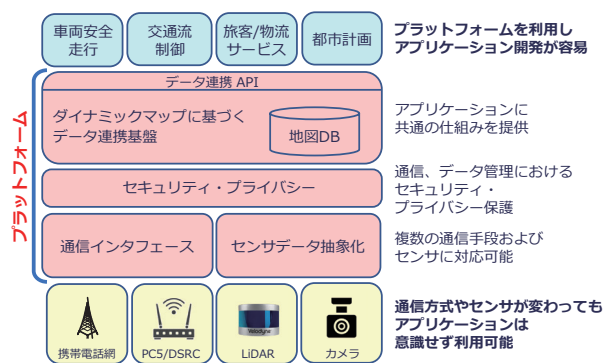 車両安全
走行
交通流
制御
旅客/物流
サービス
都市計画
プラットフォームを利用し
アプリケーション開発が容易
プラットフォーム
データ連携 API
ダイナミックマップに基づく
データ連携基盤
地図DB
アプリケーションに
共通の仕組みを提供
セキュリティ・プライバシー
通信、データ管理における
セキュリティ・
プライバシー保護
通信インタフェース
センサデータ抽象化
複数の通信手段および
センサに対応可能
携帯電話網
PC5/DSRC
Velodyne
LiDAR
カメラ
通信方式やセンサが変わっても
アプリケーションは
意識せず利用可能